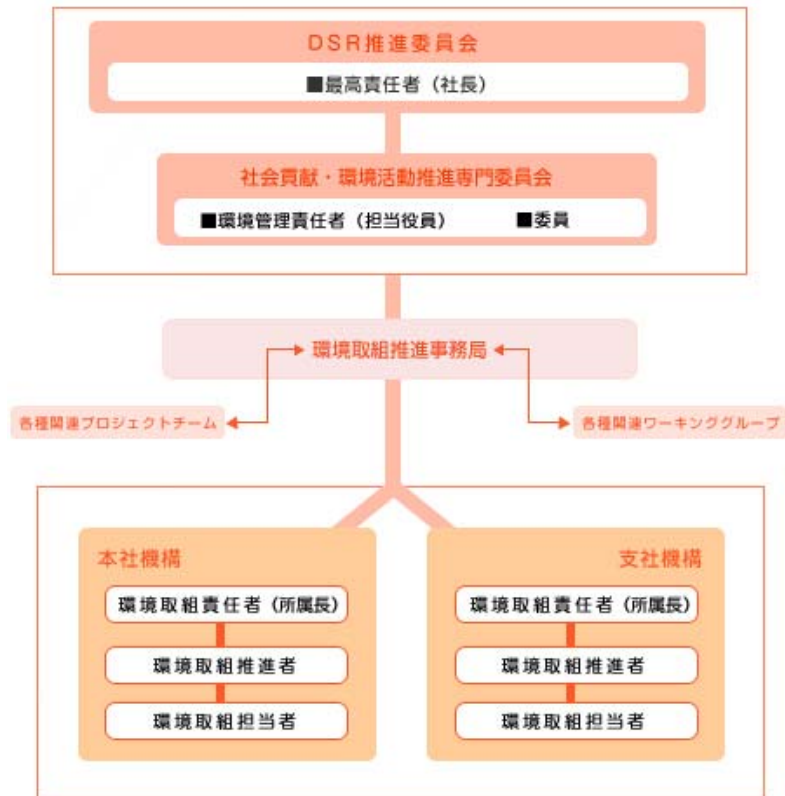 DSR推進委員会
■最高責任者（社長）
社会貢献・環境活動推進専門委員会
■環境管理責任者（担当役員） ■委員
環境取組推進事務局
各種関連プロジェクトチーム
各種関連ワーキンググループ
本社機構
環境取組責任者（所属長）
環境取組推進者
環境取組担当者
支社機構
環境取組責任者（所属長）
環境取組推進者
環境取組担当者